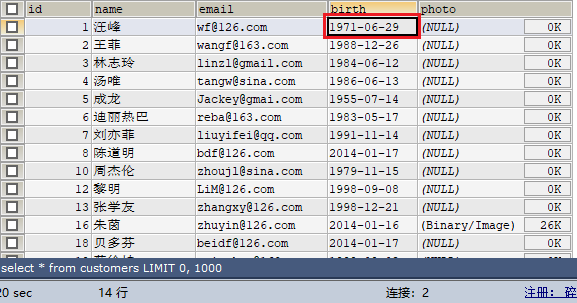 id name email birth photo
1 汪峰 wf@126.com 1971-06-29 (NULL) 0K
2 王菲 wangf@163.com 1988-12-26 (NULL) 0K
3 林志玲 linzl@gmail.com 1984-06-12 (NULL) 0K
4 汤唯 tangw@sina.com 1986-06-13 (NULL) 0K
5 成龙 Jackey@gmai.com 1955-07-14 (NULL) 0K
6 迪丽热巴 reba@163.com 1983-05-17 (NULL) 0K
7 刘亦菲 liuyifei@qq.com 1991-11-14 (NULL) 0K
8 陈道明 bdf@126.com 2014-01-17 (NULL) 0K
10 周杰伦 zhoujl@sina.com 1979-11-15 (NULL) 0K
12 黎明 LiM@126.com 1998-09-08 (NULL) 0K
13 张学友 zhangxy@126.com 1998-12-21 (NULL) 0K
16 朱茵 zhuyin@126.com 2014-01-16 (Binary/Image) 26K
18 贝多芬 beidf@126.com 2014-01-17 (NULL) 0K
select * from customers LIMIT 0, 1000
20 sec 14 行 连接: 2 注册: 碎